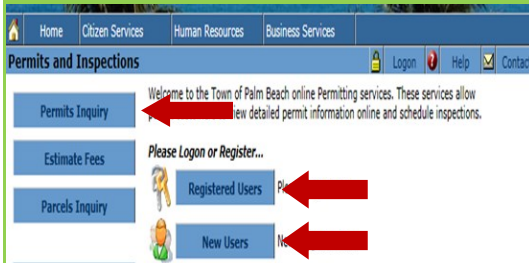 Home Citizen Services Human Resources Business Services
Permits and Inspections Logon Help Contact
Permits Inquiry
Estimate Fees
Parcels Inquiry
Welcome to the Town of Palm Beach online Permitting services. These services allow
view detailed permit information online and schedule inspections.
Please Logon or Register...
Registered Users
New Users